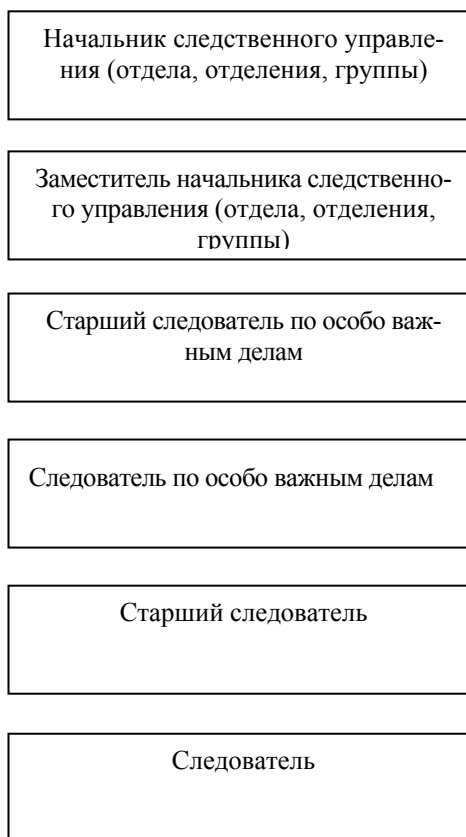 Начальник следственного управле-
ния (отдела, отделения, группы)
Заместитель начальника следственно-
го управления (отдела, отделения,
группы)
Старший следователь по особо важ-
ным делам
Следователь по особо важным делам
Старший следователь
Следователь